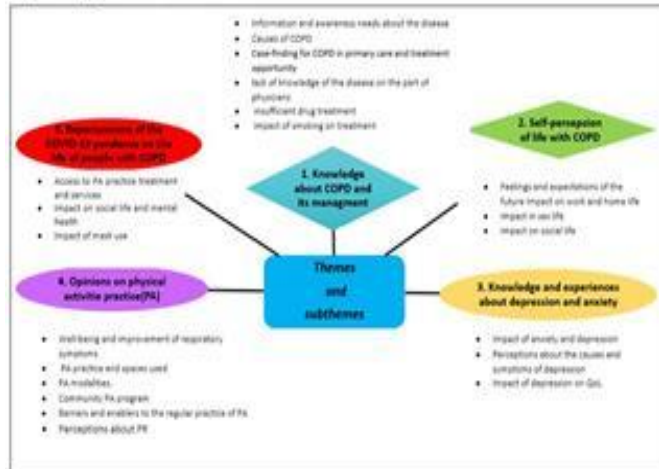 • Information and awareness needs about the disease
• Causes of COPD
• Case-finding for COPD in primary care and treatment
opportunity
• lack of knowledge of the disease on the part of
physicians
• insufficient drug treatment
• Impact of smoking on treatment
5. Repercussions of the
COVID-19 pandemic on the
life of people with COPD
• Access to PA practice treatment
and services
• Impact on social life and mental
health
• Impact of mask use
1. Knowledge
about COPD and
its managment
2. Self-percepsion
of life with COPD
• Feelings and expectations of the
future impact on work and home life
• Impact in sex life
• Impact on social life
Themes
and
subthemes
4. Opinions on physical
activitie practice(PA)
• Well-being and improvement of respiratory
symptoms
• PA practice and spaces used
• PA modalities.
• Community PA program
• Barriers and enablers to the regular practice of PA
• Perceptions about PR
3. Knowledge and experiences
about depression and anxiety
• Impact of anxiety and depression
• Perceptions about the causes and
symptoms of depression
• Impact of depression on QoL